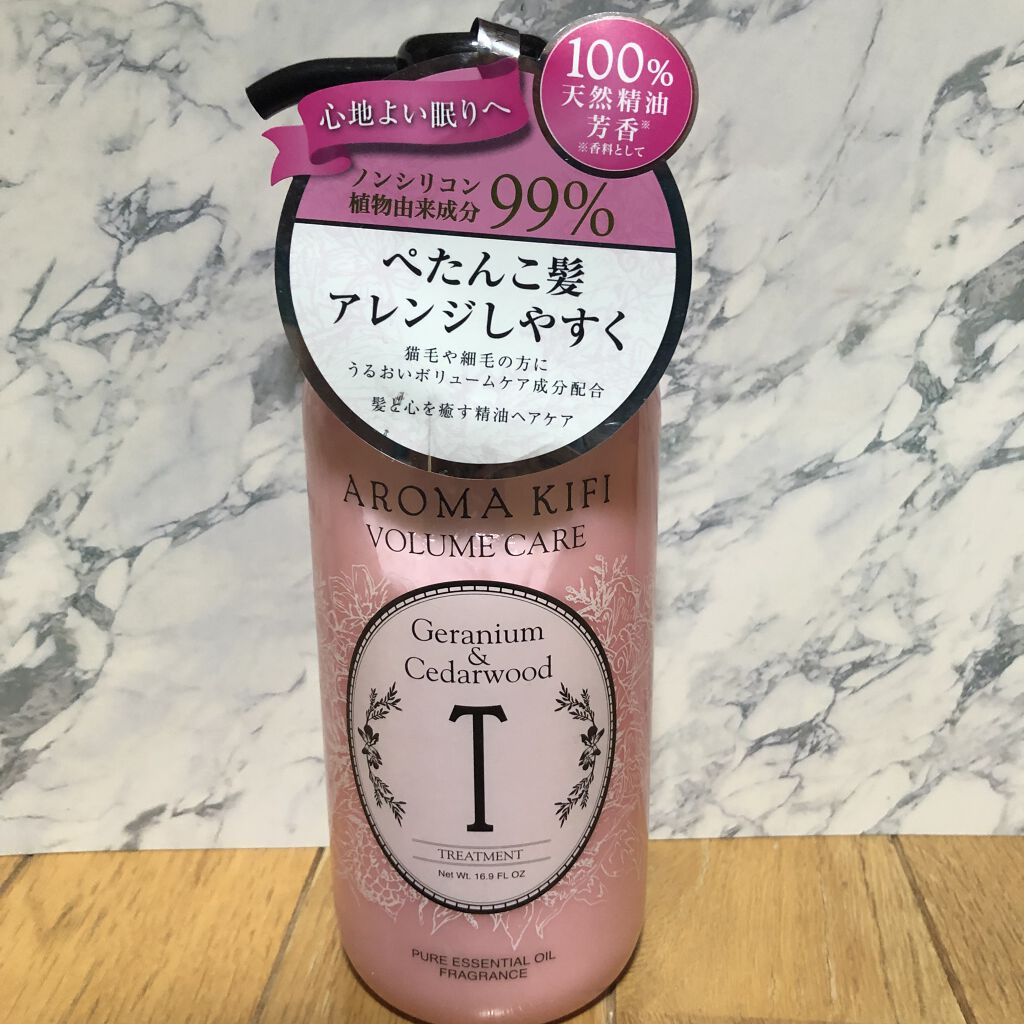 心地よい眠りへ
100%
天然精油
芳香※
※香料として
ノンシリコン
植物由来成分 99%
ぺたんこ髪
アレンジしやすく
猫毛や細毛の方に
うるおいボリュームケア成分配合
髪と心を癒す精油ヘアケア
AROMA KIFI
VOLUME CARE
Geranium
&
Cedarwood
T
TREATMENT
Net Wt. 16.9 FL OZ
PURE ESSENTIAL OIL
FRAGRANCE